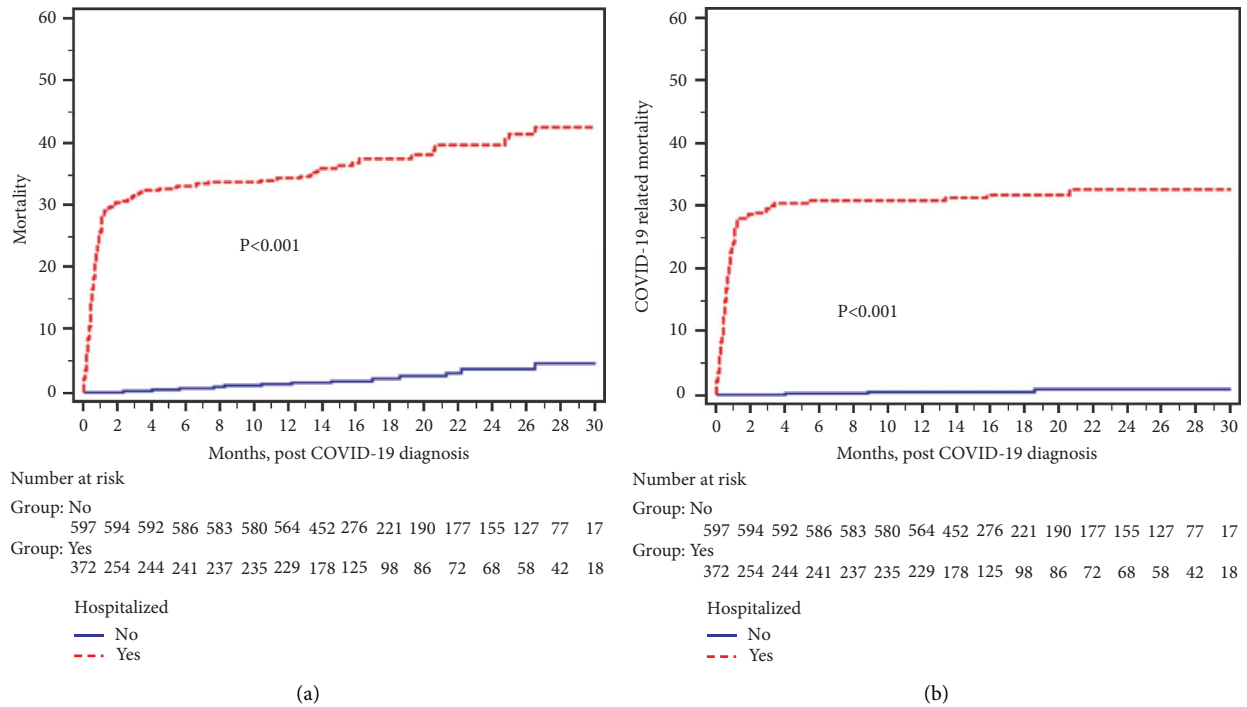 60
50
40
30
20
10
0
Mortality
P<0.001
0 2 4 6 8 10 12 14 16 18 20 22 24 26 28 30
Months, post COVID-19 diagnosis
Number at risk
Group: No
597 594 592 586 583 580 564 452 276 221 190 177 155 127 77 17
Group: Yes
372 254 244 241 237 235 229 178 125 98 86 72 68 58 42 18
Hospitalized
No
Yes
(a)
60
50
40
30
20
10
0
COVID-19 related mortality
P<0.001
0 2 4 6 8 10 12 14 16 18 20 22 24 26 28 30
Months, post COVID-19 diagnosis
Number at risk
Group: No
597 594 592 586 583 580 564 452 276 221 190 177 155 127 77 17
Group: Yes
372 254 244 241 237 235 229 178 125 98 86 72 68 58 42 18
Hospitalized
No
Yes
(b)